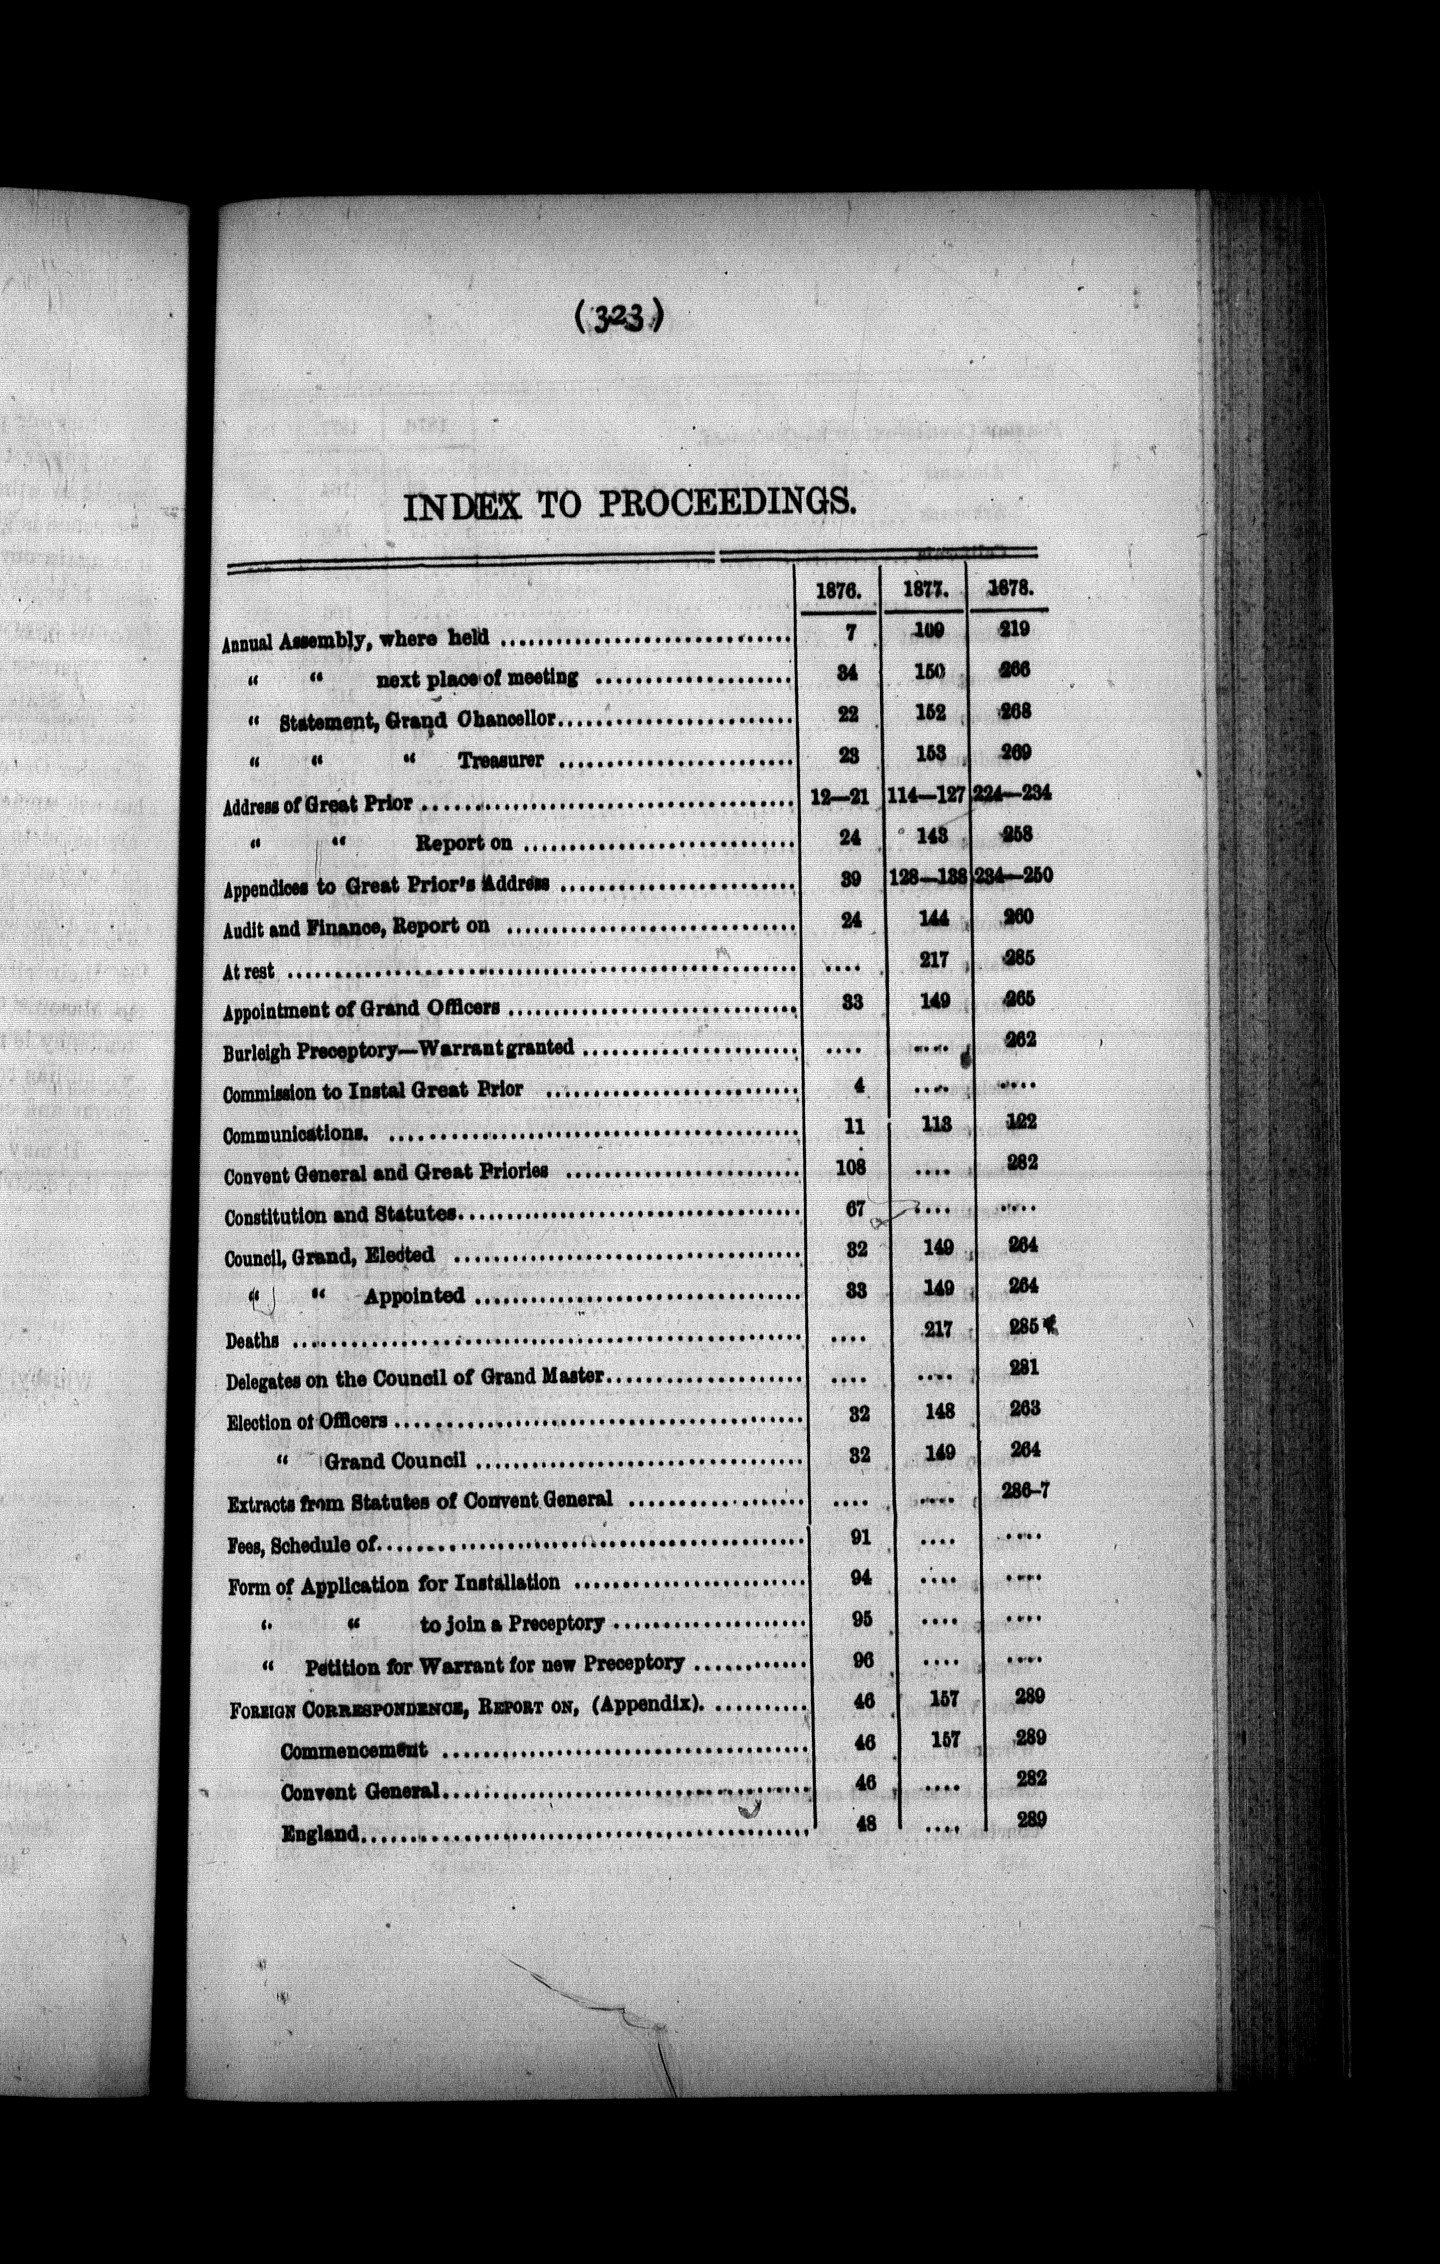 (323)
INDEX TO PROCEEDINGS.
1876. 1877. 1878.
Annual Assembly, where held ........ 7 109 219
“ “ next place of meeting ........ 34 150 266
“ Statement, Grand Chancellor........ 22 152 268
“ “ “ Treasurer ........ 23 153 269
Address of Great Prior ........ 12—21 114—127 224—234
“ “ Report on ........ 24 143 258
Appendices to Great Prior's Address ........ 39 128—138 234—250
Audit and Finance, Report on ........ 24 144 260
At rest ........ .... 217 285
Appointment of Grand Officers ........ 33 149 265
Burleigh Preceptory—Warrant granted ........ .... .... 262
Commission to Instal Great Prior ........ 4 .... ....
Communications. ........ 11 113 122
Convent General and Great Priories ........ 108 .... 282
Constitution and Statutes........ 67 .... ....
Council, Grand, Elected ........ 32 149 264
“ “ Appointed ........ 33 149 264
Deaths ........ .... 217 285
Delegates on the Council of Grand Master........ .... .... 281
Election of Officers ........ 32 148 263
“ Grand Council ........ 32 149 264
Extracts from Statutes of Convent General ........ .... .... 286-7
Fees, Schedule of........ 91 .... ....
Form of Application for Installation ........ 94 .... ....
“ “ to join a Preceptory ........ 95 .... ....
“ Petition for Warrant for new Preceptory ........ 96 .... ....
FOREIGN CORRESPONDENCE, REPORT ON, (Appendix). ........ 46 157 289
Commencement ........ 46 157 289
Convent General........ 46 .... 282
England........ 48 .... 289